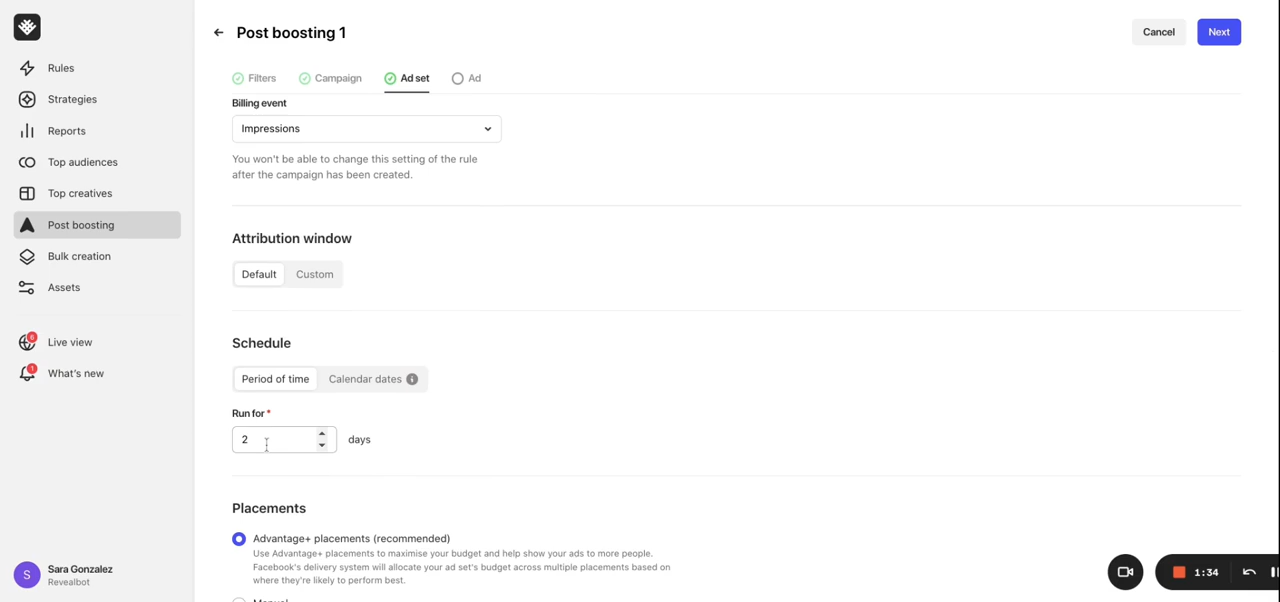 Post boosting 1
Cancel
Next
Rules
Strategies
Reports
Top audiences
Top creatives
Post boosting
Bulk creation
Assets
6
Live view
1
What's new
S
Sara Gonzalez
Revealbot
Filters
Campaign
Ad set
Ad
Billing event
Impressions
You won't be able to change this setting of the rule
after the campaign has been created.
Attribution window
Default
Custom
Schedule
Period of time
Calendar dates
Run for*
2
days
Placements
Advantage+ placements (recommended)
Use Advantage+ placements to maximise your budget and help show your ads to more people.
Facebook's delivery system will allocate your ad set's budget across multiple placements based on
where they're likely to perform best.
Manual
1:34